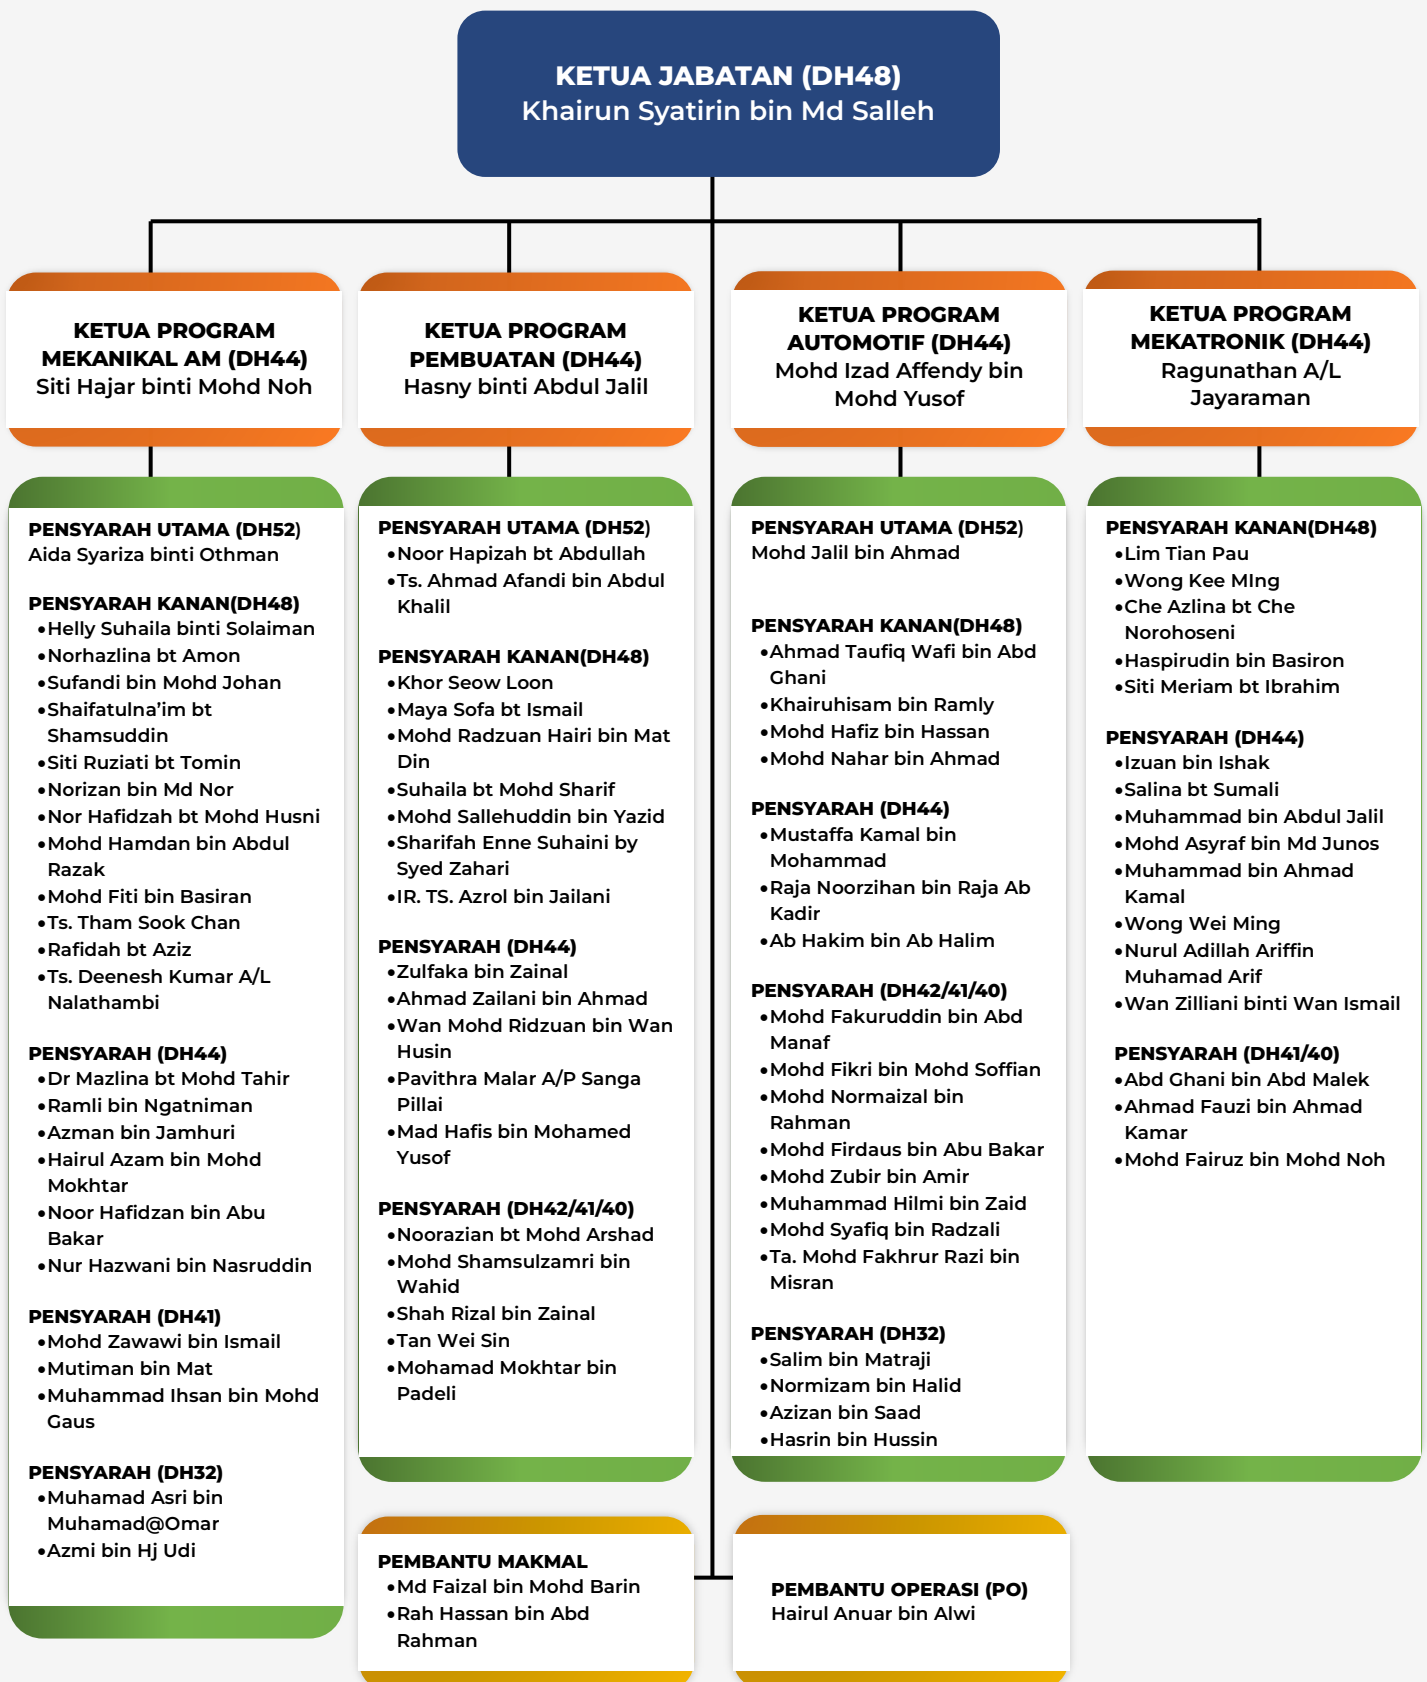 KETUA JABATAN (DH48)
Khairun Syatirin bin Md Salleh
KETUA PROGRAM
MEKANIKAL AM (DH44)
Siti Hajar binti Mohd Noh
KETUA PROGRAM
PEMBUATAN (DH44)
Hasny binti Abdul Jalil
KETUA PROGRAM
AUTOMOTIF (DH44)
Mohd Izad Affendy bin
Mohd Yusof
KETUA PROGRAM
MEKATRONIK (DH44)
Ragunathan A/L
Jayaraman
PENSYARAH UTAMA (DH52)
Aida Syariza binti Othman
PENSYARAH KANAN(DH48)
•Helly Suhaila binti Solaiman
•Norhazlina bt Amon
•Sufandi bin Mohd Johan
•Shaifatulna’im bt
Shamsuddin
•Siti Ruziati bt Tomin
•Norizan bin Md Nor
•Nor Hafidzah bt Mohd Husni
•Mohd Hamdan bin Abdul
Razak
•Mohd Fiti bin Basiran
•Ts. Tham Sook Chan
•Rafidah bt Aziz
•Ts. Deenesh Kumar A/L
Nalathambi
PENSYARAH (DH44)
•Dr Mazlina bt Mohd Tahir
•Ramli bin Ngatniman
•Azman bin Jamhuri
•Hairul Azam bin Mohd
Mokhtar
•Noor Hafidzan bin Abu
Bakar
•Nur Hazwani bin Nasruddin
PENSYARAH (DH41)
•Mohd Zawawi bin Ismail
•Mutiman bin Mat
•Muhammad Ihsan bin Mohd
Gaus
PENSYARAH (DH32)
•Muhamad Asri bin
Muhamad@Omar
•Azmi bin Hj Udi
PENSYARAH UTAMA (DH52)
•Noor Hapizah bt Abdullah
•Ts. Ahmad Afandi bin Abdul
Khalil
PENSYARAH KANAN(DH48)
•Khor Seow Loon
•Maya Sofa bt Ismail
•Mohd Radzuan Hairi bin Mat
Din
•Suhaila bt Mohd Sharif
•Mohd Sallehuddin bin Yazid
•Sharifah Enne Suhaini by
Syed Zahari
•IR. TS. Azrol bin Jailani
PENSYARAH (DH44)
•Zulfaka bin Zainal
•Ahmad Zailani bin Ahmad
•Wan Mohd Ridzuan bin Wan
Husin
•Pavithra Malar A/P Sanga
Pillai
•Mad Hafis bin Mohamed
Yusof
PENSYARAH (DH42/41/40)
•Noorazian bt Mohd Arshad
•Mohd Shamsulzamri bin
Wahid
•Shah Rizal bin Zainal
•Tan Wei Sin
•Mohamad Mokhtar bin
Padeli
PENSYARAH UTAMA (DH52)
Mohd Jalil bin Ahmad
PENSYARAH KANAN(DH48)
•Ahmad Taufiq Wafi bin Abd
Ghani
•Khairuhisam bin Ramly
•Mohd Hafiz bin Hassan
•Mohd Nahar bin Ahmad
PENSYARAH (DH44)
•Mustaffa Kamal bin
Mohammad
•Raja Noorzihan bin Raja Ab
Kadir
•Ab Hakim bin Ab Halim
PENSYARAH (DH42/41/40)
•Mohd Fakuruddin bin Abd
Manaf
•Mohd Fikri bin Mohd Soffian
•Mohd Normaizal bin
Rahman
•Mohd Firdaus bin Abu Bakar
•Mohd Zubir bin Amir
•Muhammad Hilmi bin Zaid
•Mohd Syafiq bin Radzali
•Ta. Mohd Fakhrur Razi bin
Misran
PENSYARAH (DH32)
•Salim bin Matraji
•Normizam bin Halid
•Azizan bin Saad
•Hasrin bin Hussin
PENSYARAH KANAN(DH48)
•Lim Tian Pau
•Wong Kee MIng
•Che Azlina bt Che
Norohoseni
•Haspirudin bin Basiron
•Siti Meriam bt Ibrahim
PENSYARAH (DH44)
•Izuan bin Ishak
•Salina bt Sumali
•Muhammad bin Abdul Jalil
•Mohd Asyraf bin Md Junos
•Muhammad bin Ahmad
Kamal
•Wong Wei Ming
•Nurul Adillah Ariffin
Muhamad Arif
•Wan Zilliani binti Wan Ismail
PENSYARAH (DH41/40)
•Abd Ghani bin Abd Malek
•Ahmad Fauzi bin Ahmad
Kamar
•Mohd Fairuz bin Mohd Noh
PEMBANTU MAKMAL
•Md Faizal bin Mohd Barin
•Rah Hassan bin Abd
Rahman
PEMBANTU OPERASI (PO)
Hairul Anuar bin Alwi